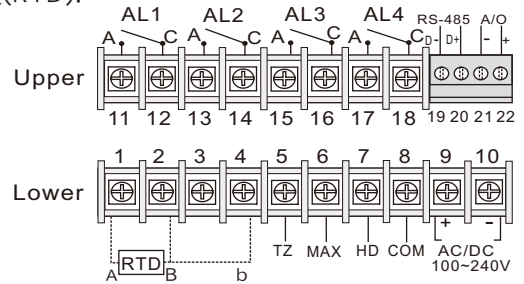 (RTD).
AL1 AL2 AL3 AL4 RS-485 A/O
A C A C A C A C D- D+ - +
Upper
11 12 13 14 15 16 17 18 19 20 21 22
1 2 3 4 5 6 7 8 9 10
Lower
+ -
A RTD B b TZ MAX HD COM AC/DC
100~240V